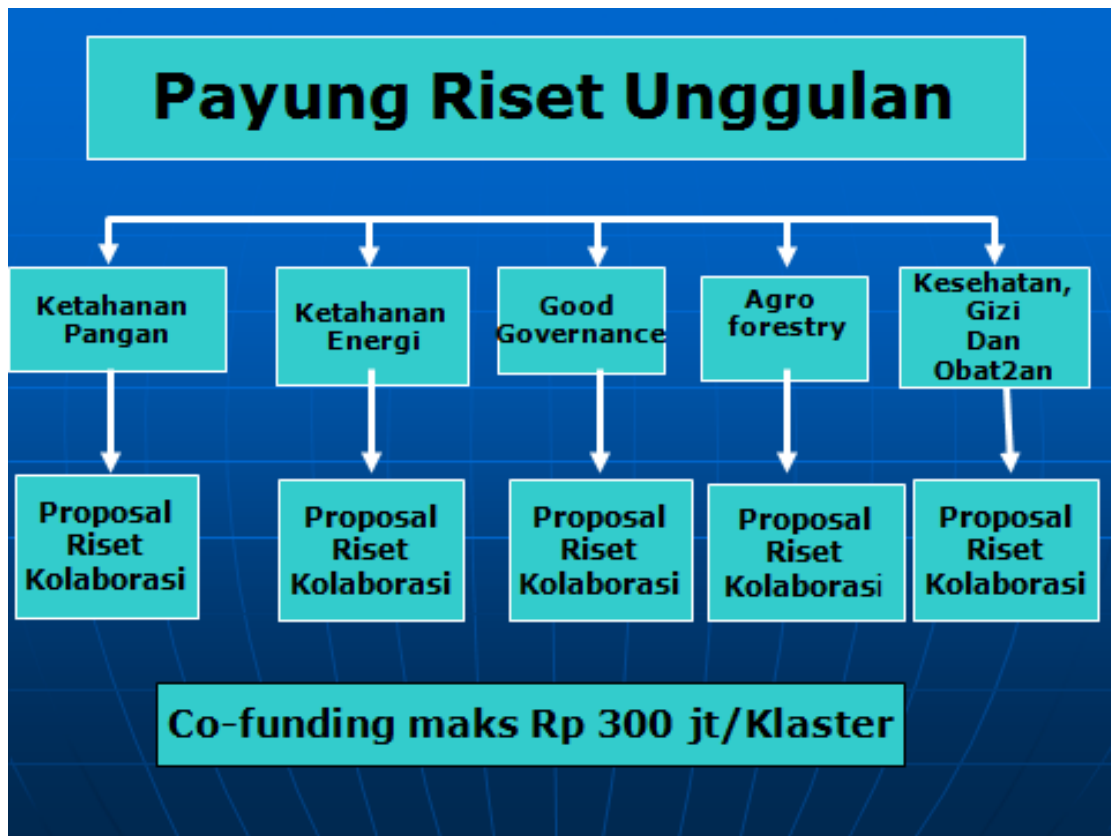 Payung Riset Unggulan
Ketahanan
Pangan
Ketahanan
Energi
Good
Governance
Agro
forestry
Kesehatan,
Gizi
Dan
Obat2an
Proposal
Riset
Kolaborasi
Proposal
Riset
Kolaborasi
Proposal
Riset
Kolaborasi
Proposal
Riset
Kolaborasi
Proposal
Riset
Kolaborasi
Co-funding maks Rp 300 jt/Klaster